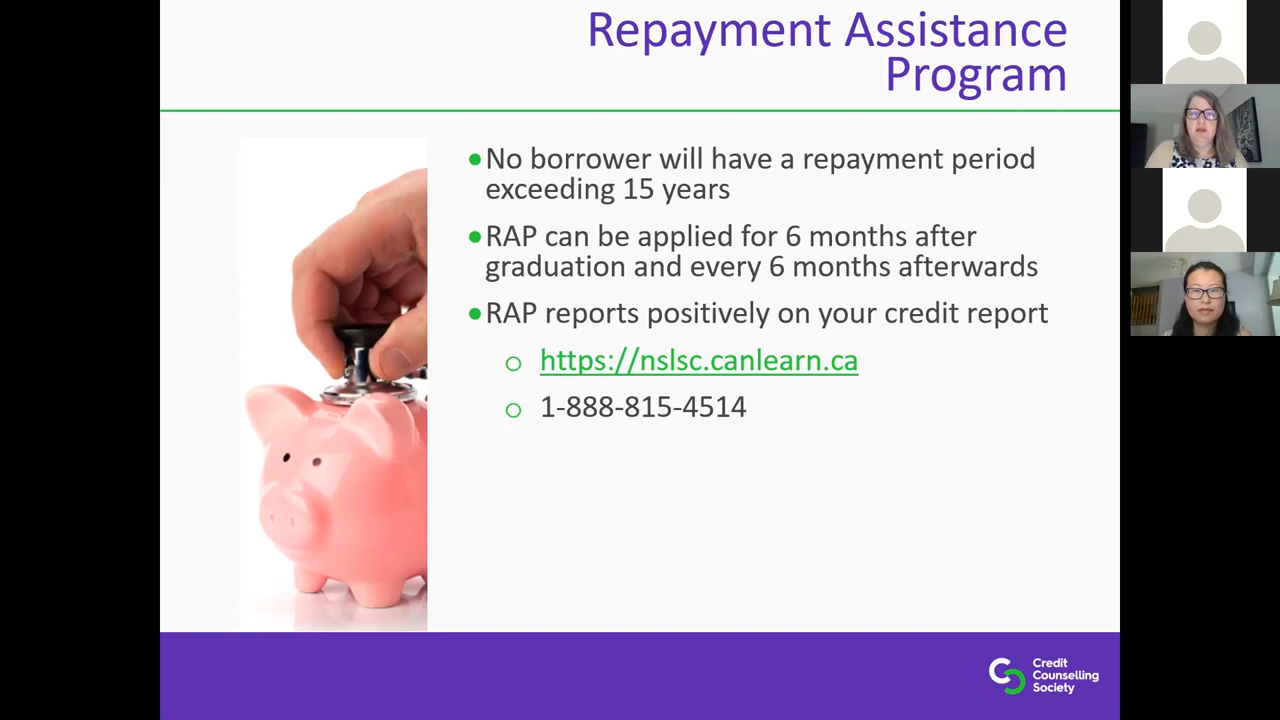 Repayment Assistance
Program
•No borrower will have a repayment period
exceeding 15 years
•RAP can be applied for 6 months after
graduation and every 6 months afterwards
•RAP reports positively on your credit report
o https://nslsc.canlearn.ca
o 1-888-815-4514
Credit
Counselling
Society